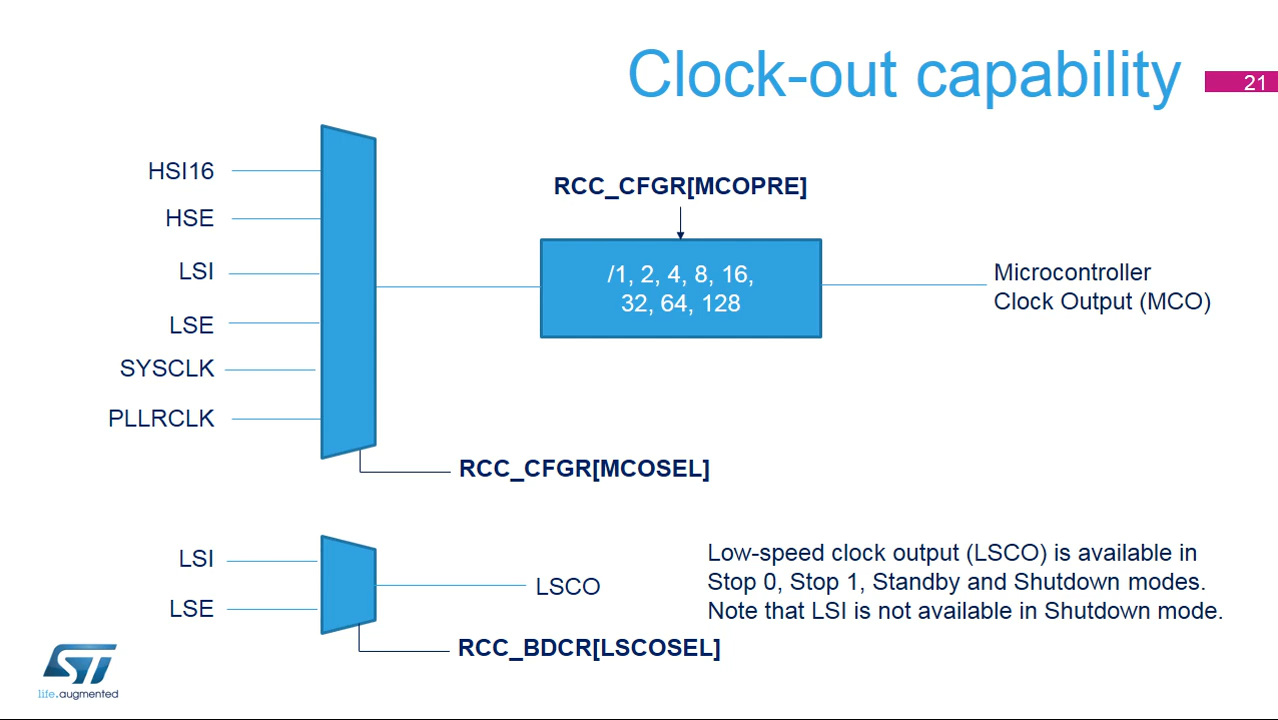 Clock-out capability
21
HSI16
HSE
LSI
LSE
SYSCLK
PLLRCLK
RCC_CFGR[MCOPRE]
/1, 2, 4, 8, 16,
32, 64, 128
Microcontroller
Clock Output (MCO)
RCC_CFGR[MCOSEL]
LSI
LSE
LSCO
RCC_BDCR[LSCOSEL]
Low-speed clock output (LSCO) is available in
Stop 0, Stop 1, Standby and Shutdown modes.
Note that LSI is not available in Shutdown mode.
ST
life.augmented